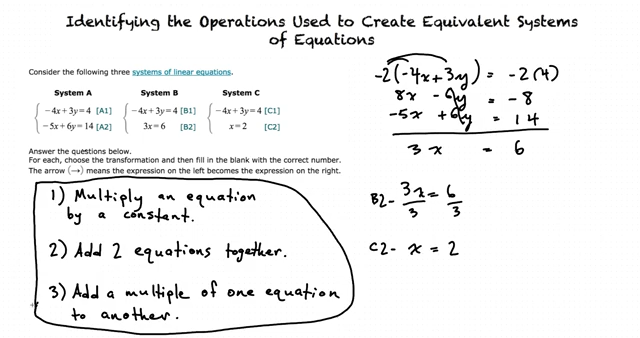 Identifying the Operations Used to Create Equivalent Systems
of Equations
Consider the following three systems of linear equations.
System A System B System C
−4x+3y=4 [A1] −4x+3y=4 [B1] −4x+3y=4 [C1]
−5x+6y=14 [A2] 3x=6 [B2] x=2 [C2]
Answer the questions below.
For each, choose the transformation and then fill in the blank with the correct number.
The arrow (→) means the expression on the left becomes the expression on the right.
1) Multiply an equation
by a constant.
2) Add 2 equations together.
3) Add a multiple of one equation
to another.
-2(-4x+3y) = -2(4)
8x - 6y = -8
-5x + 6y = 14
3x = 6
B2- 3x/3 = 6/3
C2- x = 2